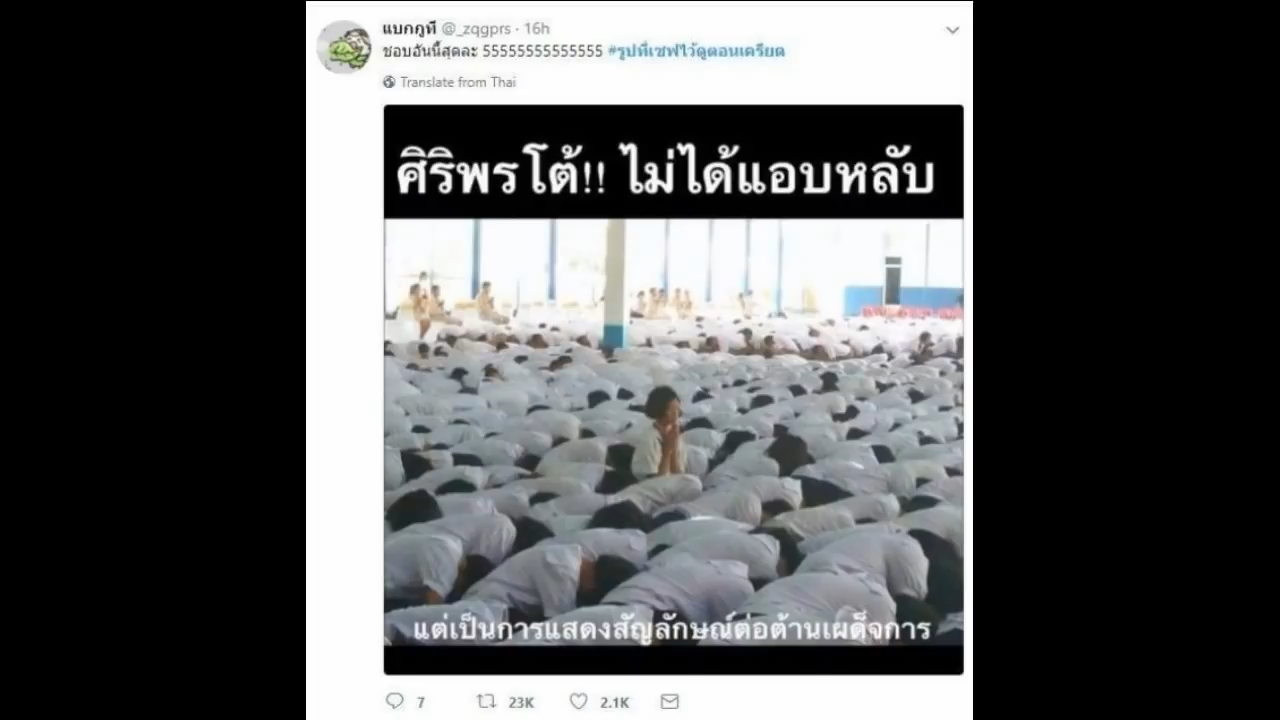 แบกกูที @_zqgprs · 16h
ชอบอันนี้สุดละ 55555555555555 #รูปที่เซฟไว้ดูตอนเครียด
Translate from Thai
ศิริพรโต้!! ไม่ได้แอบหลับ
แต่เป็นการแสดงสัญลักษณ์ต่อต้านเผด็จการ
7 23K 2.1K